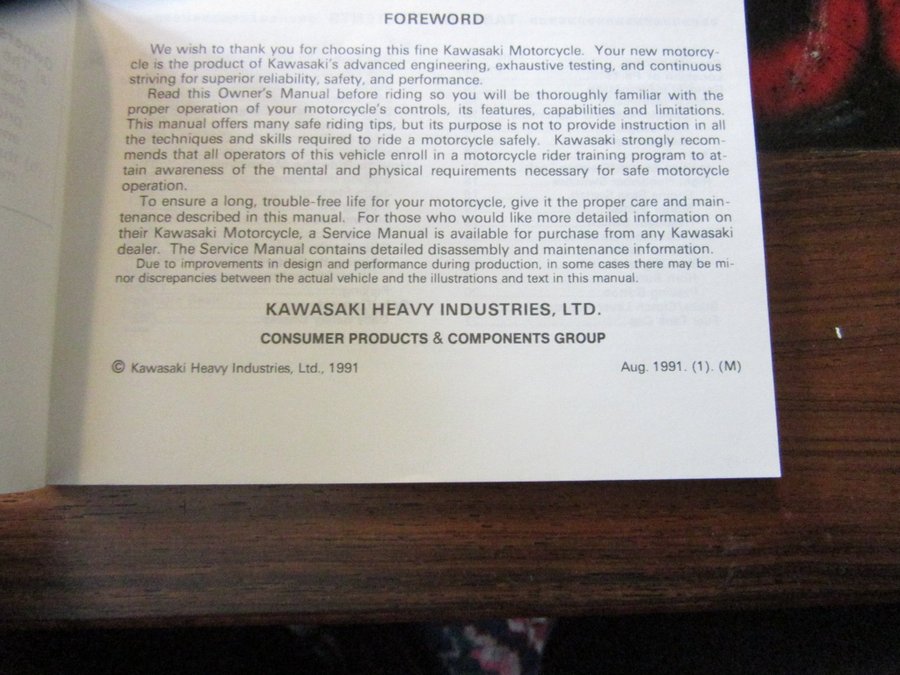 FOREWORD
We wish to thank you for choosing this fine Kawasaki Motorcycle. Your new motorcy-
cle is the product of Kawasaki's advanced engineering, exhaustive testing, and continuous
striving for superior reliability, safety, and performance.
Read this Owner's Manual before riding so you will be thoroughly familiar with the
proper operation of your motorcycle's controls, its features, capabilities and limitations.
This manual offers many safe riding tips, but its purpose is not to provide instruction in all
the techniques and skills required to ride a motorcycle safely. Kawasaki strongly recom-
mends that all operators of this vehicle enroll in a motorcycle rider training program to at-
tain awareness of the mental and physical requirements necessary for safe motorcycle
operation.
To ensure a long, trouble-free life for your motorcycle, give it the proper care and main-
tenance described in this manual. For those who would like more detailed information on
their Kawasaki Motorcycle, a Service Manual is available for purchase from any Kawasaki
dealer. The Service Manual contains detailed disassembly and maintenance information.
Due to improvements in design and performance during production, in some cases there may be mi-
nor discrepancies between the actual vehicle and the illustrations and text in this manual.
KAWASAKI HEAVY INDUSTRIES, LTD.
CONSUMER PRODUCTS & COMPONENTS GROUP
© Kawasaki Heavy Industries, Ltd., 1991 Aug. 1991. (1). (M)